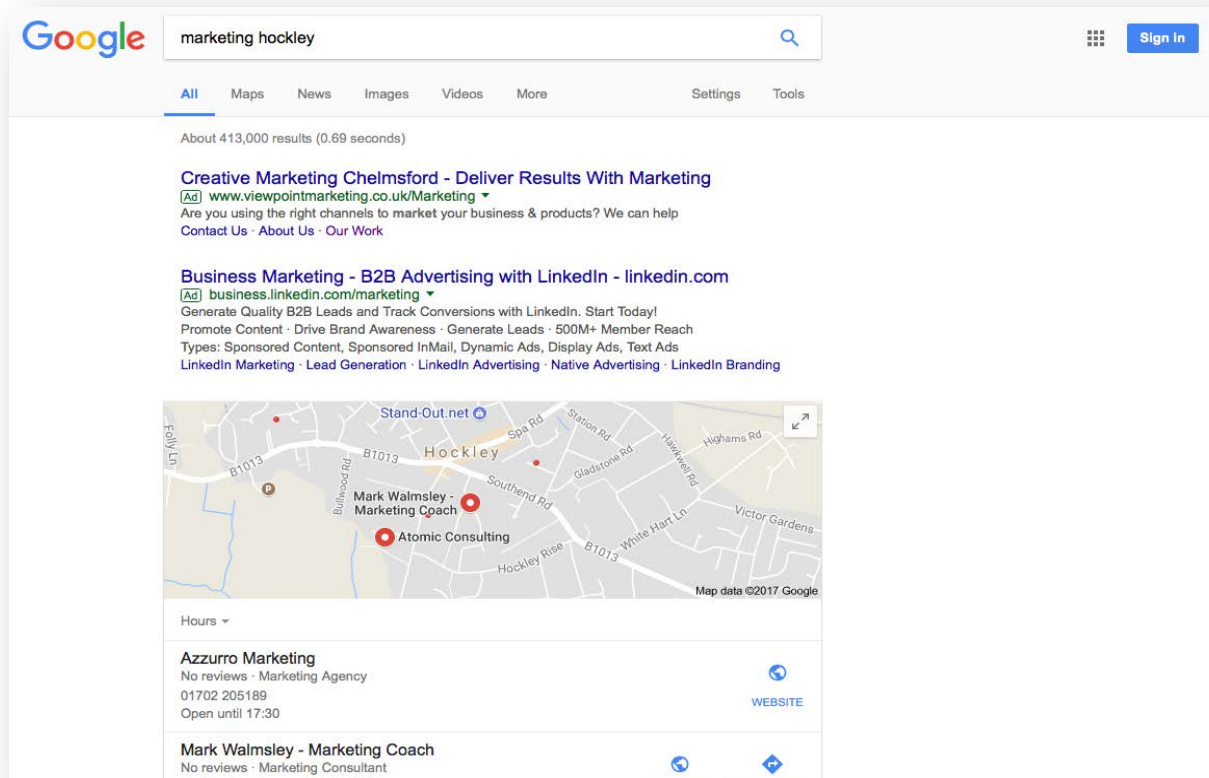 Google
marketing hockley
Sign in
All Maps News Images Videos More Settings Tools
About 413,000 results (0.69 seconds)
Creative Marketing Chelmsford - Deliver Results With Marketing
Ad www.viewpointmarketing.co.uk/Marketing
Are you using the right channels to market your business & products? We can help
Contact Us · About Us · Our Work
Business Marketing - B2B Advertising with LinkedIn - linkedin.com
Ad business.linkedin.com/marketing
Generate Quality B2B Leads and Track Conversions with LinkedIn. Start Today!
Promote Content · Drive Brand Awareness · Generate Leads · 500M+ Member Reach
Types: Sponsored Content, Sponsored InMail, Dynamic Ads, Display Ads, Text Ads
LinkedIn Marketing · Lead Generation · LinkedIn Advertising · Native Advertising · LinkedIn Branding
Stand-Out.net
Folly Ln
B1013
B1013
Hockley
Spa Rd
Station Rd
Gladstone Rd
Hawkwell Rd
Highams Rd
P
Bullwood Rd
Mark Walmsley -
Marketing Coach
Southend Rd
Atomic Consulting
Hockley Rise
B1013
White Hart Ln
Victor Gardens
Map data ©2017 Google
Hours
Azzurro Marketing
No reviews · Marketing Agency
01702 205189
Open until 17:30
WEBSITE
Mark Walmsley - Marketing Coach
No reviews · Marketing Consultant